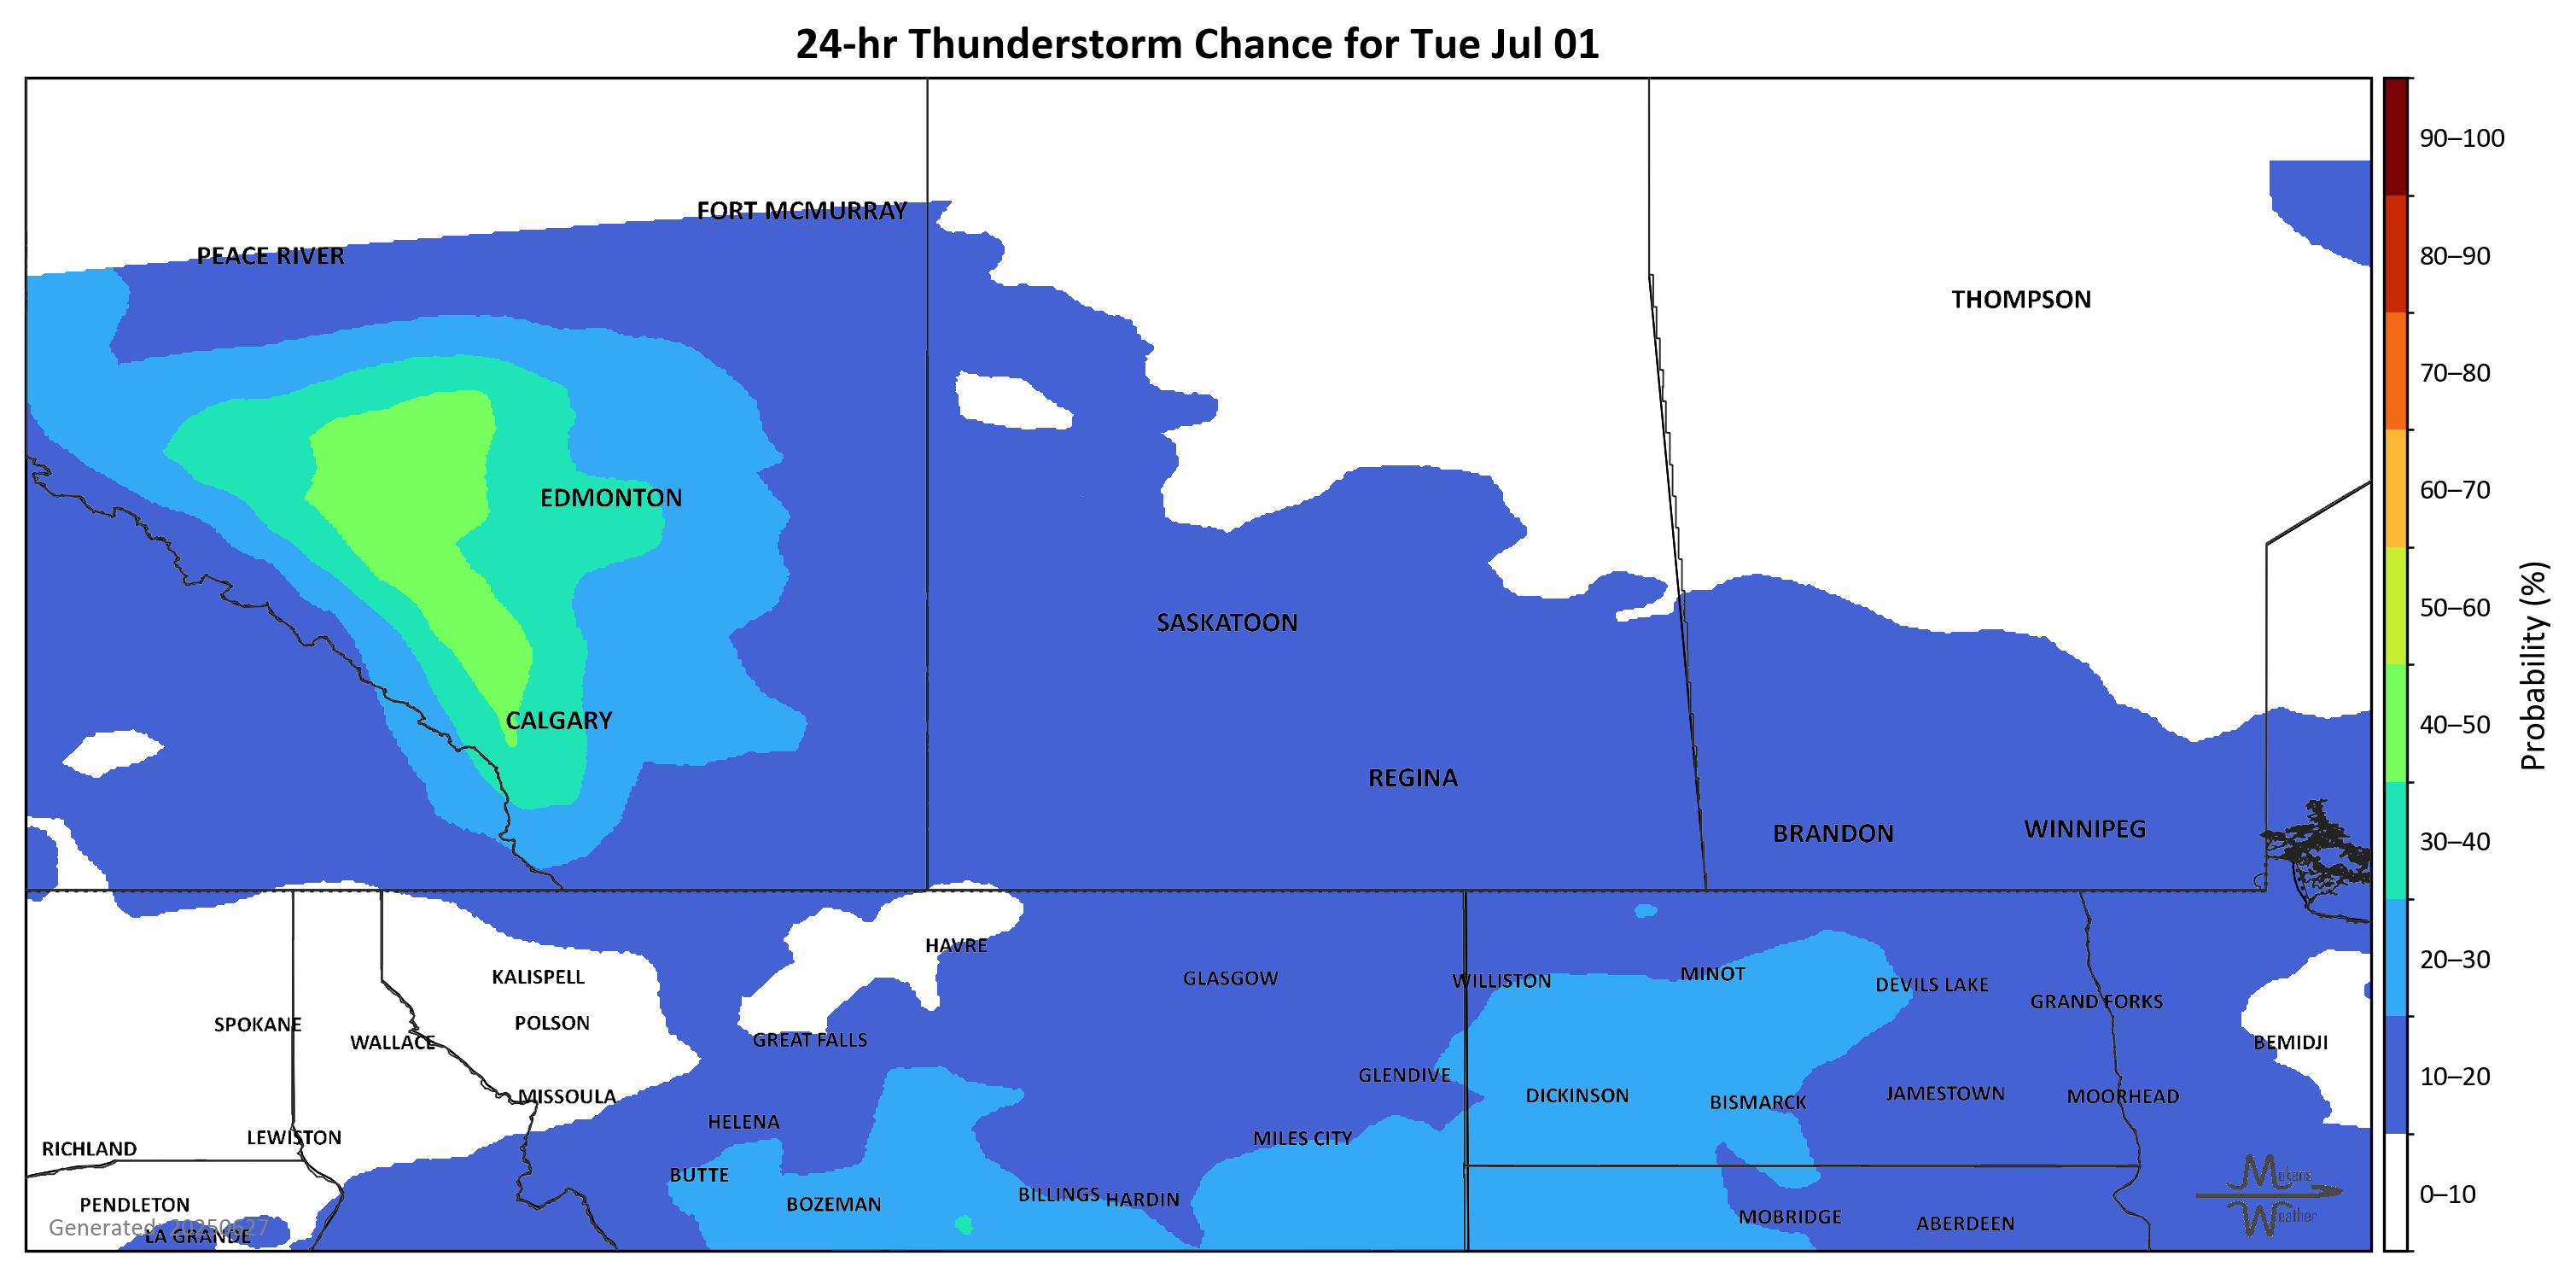 24-hr Thunderstorm Chance for Tue Jul 01
90–100
FORT MCMURRAY
PEACE RIVER
80–90
THOMPSON
70–80
EDMONTON
60–70
50–60
SASKATOON
Probability (%)
CALGARY
40–50
REGINA
BRANDON
WINNIPEG
30–40
HAVRE
20–30
KALISPELL
GLASGOW
WILLISTON
MINOT
DEVILS LAKE
GRAND FORKS
SPOKANE
POLSON
WALLACE
GREAT FALLS
BEMIDJI
GLENDIVE
10–20
MISSOULA
DICKINSON
BISMARCK
JAMESTOWN
MOORHEAD
HELENA
LEWISTON
MILES CITY
RICHLAND
BUTTE
Mekens
BILLINGS
HARDIN
0–10
PENDLETON
BOZEMAN
MOBRIDGE
ABERDEEN
Weather
Generated: 20250627
LA GRANDE